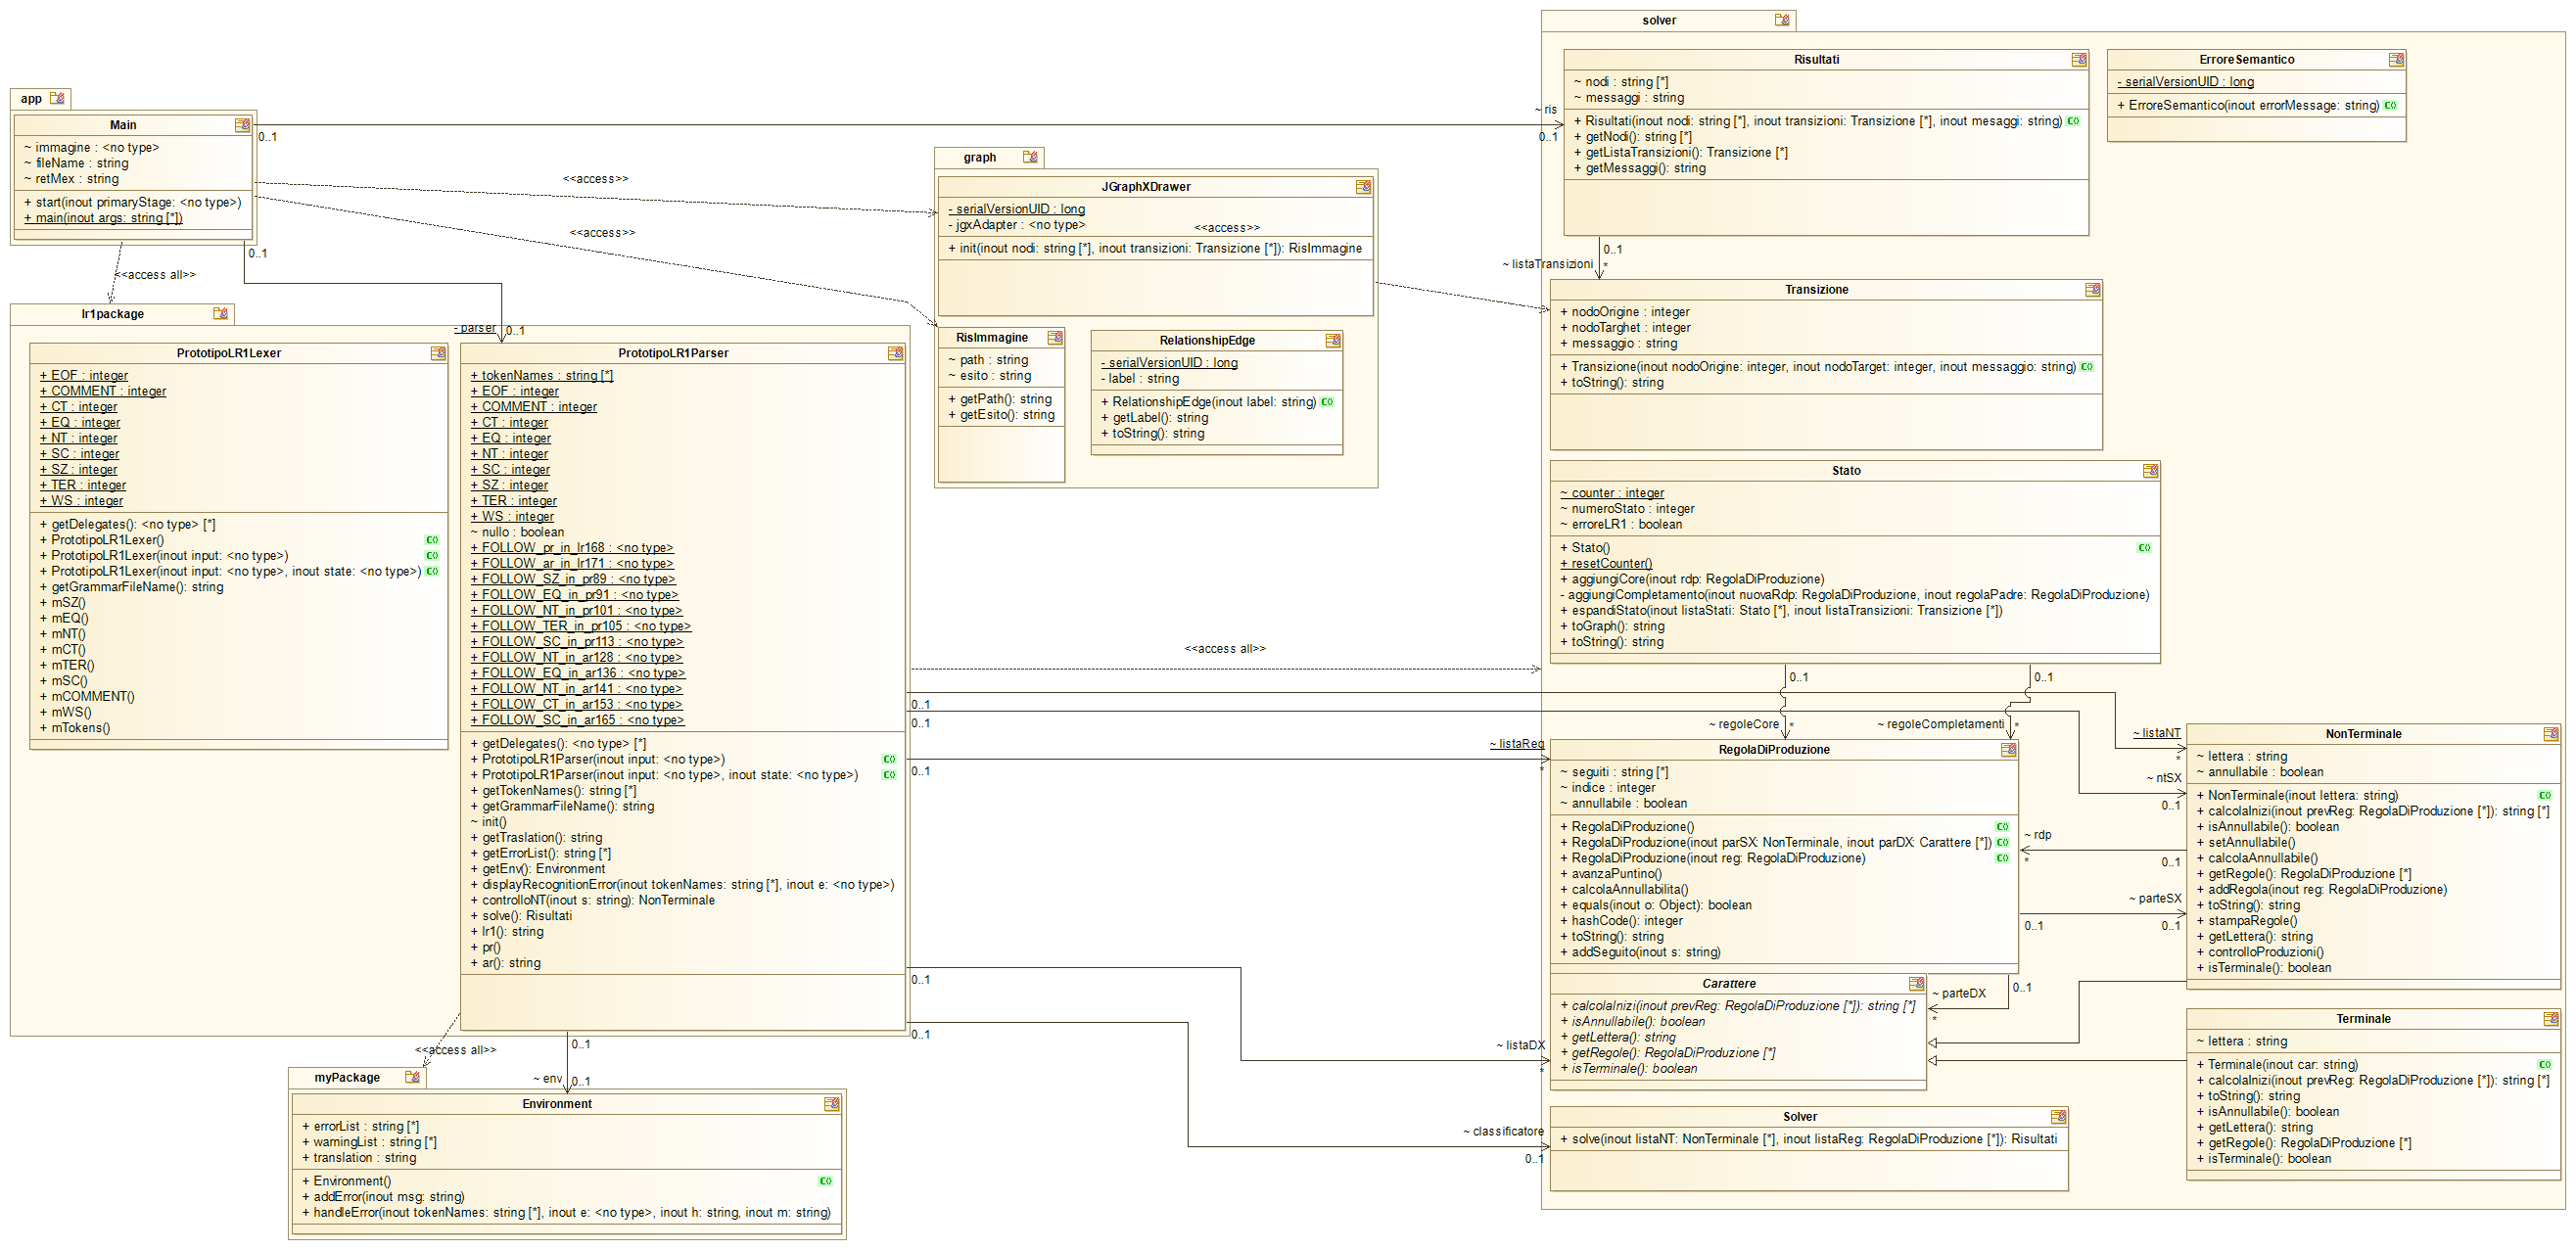 app
Main
~ immagine : <no type>
~ fileName : string
~ retMex : string
+ start(inout primaryStage: <no type>)
+ main(inout args: string [*])
0..1
~ ris
0..1
<<access>>
<<access>>
<<access all>>
0..1
- parser
0..1
lr1package
PrototipoLR1Lexer
+ EOF : integer
+ COMMENT : integer
+ CT : integer
+ EQ : integer
+ NT : integer
+ SC : integer
+ SZ : integer
+ TER : integer
+ WS : integer
+ getDelegates(): <no type> [*]
+ PrototipoLR1Lexer()
+ PrototipoLR1Lexer(inout input: <no type>)
+ PrototipoLR1Lexer(inout input: <no type>, inout state: <no type>)
+ getGrammarFileName(): string
+ mSZ()
+ mEQ()
+ mNT()
+ mCT()
+ mTER()
+ mSC()
+ mCOMMENT()
+ mWS()
+ mTokens()
PrototipoLR1Parser
+ tokenNames : string [*]
+ EOF : integer
+ COMMENT : integer
+ CT : integer
+ EQ : integer
+ NT : integer
+ SC : integer
+ SZ : integer
+ TER : integer
+ WS : integer
~ nullo : boolean
+ FOLLOW_pr_in_lr168 : <no type>
+ FOLLOW_ar_in_lr171 : <no type>
+ FOLLOW_SZ_in_pr89 : <no type>
+ FOLLOW_EQ_in_pr91 : <no type>
+ FOLLOW_NT_in_pr101 : <no type>
+ FOLLOW_TER_in_pr105 : <no type>
+ FOLLOW_SC_in_pr113 : <no type>
+ FOLLOW_NT_in_ar128 : <no type>
+ FOLLOW_EQ_in_ar136 : <no type>
+ FOLLOW_NT_in_ar141 : <no type>
+ FOLLOW_CT_in_ar153 : <no type>
+ FOLLOW_SC_in_ar165 : <no type>
+ getDelegates(): <no type> [*]
+ PrototipoLR1Parser(inout input: <no type>)
+ PrototipoLR1Parser(inout input: <no type>, inout state: <no type>)
+ getTokenNames(): string [*]
+ getGrammarFileName(): string
~ init()
+ getTraslation(): string
+ getErrorList(): string [*]
+ getEnv(): Environment
+ displayRecognitionError(inout tokenNames: string [*], inout e: <no type>)
+ controlloNT(inout s: string): NonTerminale
+ solve(): Risultati
+ lr1(): string
+ pr()
+ ar(): string
<<access all>>
0..1
~ env
0..1
myPackage
Environment
+ errorList : string [*]
+ warningList : string [*]
+ translation : string
+ Environment()
+ addError(inout msg: string)
+ handleError(inout tokenNames: string [*], inout e: <no type>, inout h: string, inout m: string)
graph
JGraphXDrawer
- serialVersionUID : long
- jgxAdapter : <no type>
<<access>>
+ init(inout nodi: string [*], inout transizioni: Transizione [*]): RisImmagine
RisImmagine
~ path : string
~ esito : string
+ getPath(): string
+ getEsito(): string
RelationshipEdge
- serialVersionUID : long
- label : string
+ RelationshipEdge(inout label: string)
+ getLabel(): string
+ toString(): string
<<access all>>
0..1
0..1
0..1
0..1
0..1
~ listaReg
*
~ listaDX
*
~ classificatore
0..1
solver
Risultati
~ nodi : string [*]
~ messaggi : string
+ Risultati(inout nodi: string [*], inout transizioni: Transizione [*], inout mesaggi: string)
+ getNodi(): string [*]
+ getListaTransizioni(): Transizione [*]
+ getMessaggi(): string
ErroreSemantico
- serialVersionUID : long
+ ErroreSemantico(inout errorMessage: string)
0..1
~ listaTransizioni
*
Transizione
+ nodoOrigine : integer
+ nodoTarghet : integer
+ messaggio : string
+ Transizione(inout nodoOrigine: integer, inout nodoTarget: integer, inout messaggio: string)
+ toString(): string
Stato
~ counter : integer
~ numeroStato : integer
~ erroreLR1 : boolean
+ Stato()
+ resetCounter()
+ aggiungiCore(inout rdp: RegolaDiProduzione)
- aggiungiCompletamento(inout nuovaRdp: RegolaDiProduzione, inout regolaPadre: RegolaDiProduzione)
+ espandiStato(inout listaStati: Stato [*], inout listaTransizioni: Transizione [*])
+ toGraph(): string
+ toString(): string
0..1
0..1
~ regoleCore
*
~ regoleCompletamenti
*
RegolaDiProduzione
~ seguiti : string [*]
~ indice : integer
~ annullabile : boolean
+ RegolaDiProduzione()
+ RegolaDiProduzione(inout parSX: NonTerminale, inout parDX: Carattere [*])
+ RegolaDiProduzione(inout reg: RegolaDiProduzione)
+ avanzaPuntino()
+ calcolaAnnullabilita()
+ equals(inout o: Object): boolean
+ hashCode(): integer
+ toString(): string
+ addSeguito(inout s: string)
Carattere
+ calcolaInizi(inout prevReg: RegolaDiProduzione [*]): string [*]
+ isAnnullabile(): boolean
+ getLettera(): string
+ getRegole(): RegolaDiProduzione [*]
+ isTerminale(): boolean
~ parteDX
0..1
*
Solver
+ solve(inout listaNT: NonTerminale [*], inout listaReg: RegolaDiProduzione [*]): Risultati
~ listaNT
*
~ ntSX
0..1
~ rdp
*
0..1
~ parteSX
0..1
0..1
NonTerminale
~ lettera : string
~ annullabile : boolean
+ NonTerminale(inout lettera: string)
+ calcolaInizi(inout prevReg: RegolaDiProduzione [*]): string [*]
+ isAnnullabile(): boolean
+ setAnnullabile()
+ calcolaAnnullabile()
+ getRegole(): RegolaDiProduzione [*]
+ addRegola(inout reg: RegolaDiProduzione)
+ toString(): string
+ stampaRegole()
+ getLettera(): string
+ controlloProduzioni()
+ isTerminale(): boolean
Terminale
~ lettera : string
+ Terminale(inout car: string)
+ calcolaInizi(inout prevReg: RegolaDiProduzione [*]): string [*]
+ toString(): string
+ isAnnullabile(): boolean
+ getLettera(): string
+ getRegole(): RegolaDiProduzione [*]
+ isTerminale(): boolean